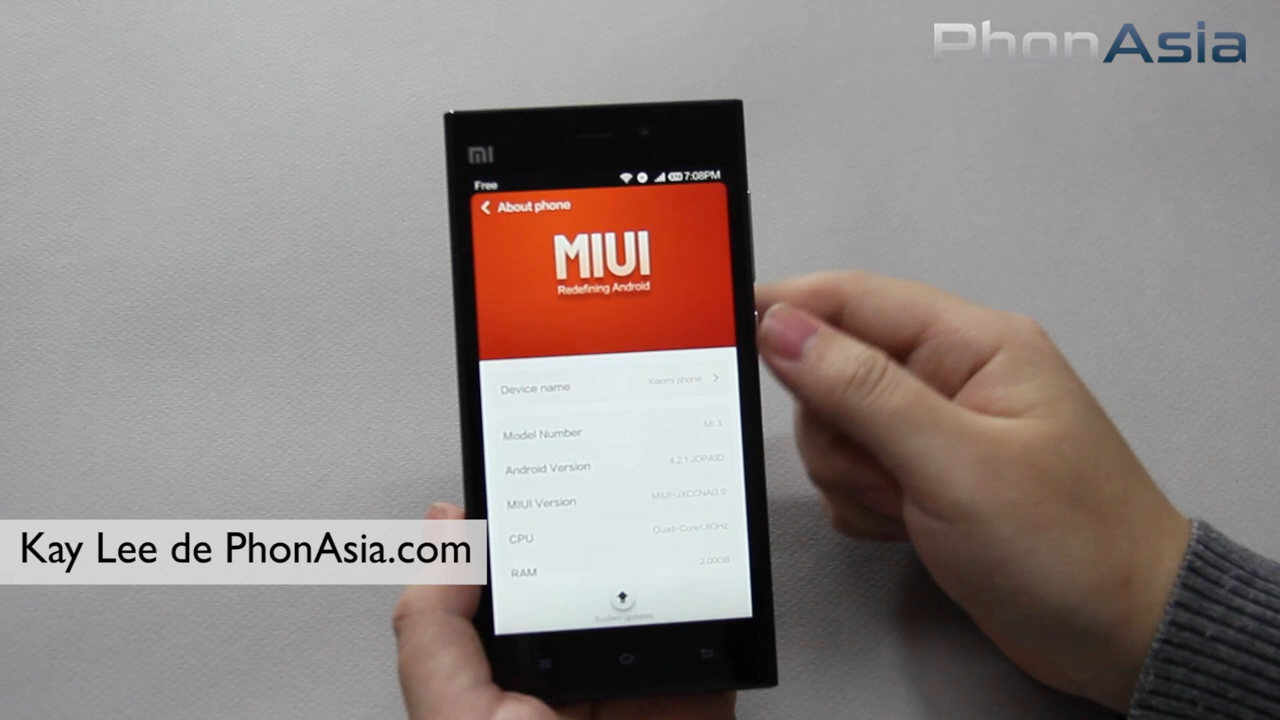 PhonAsia
mi
Free 7:08PM
About phone
MIUI
Redefining Android
Device name Xiaomi phone
Model Number MI 3
Android Version 4.2.1 JOP40D
MIUI Version
CPU Quad-Core1.8GHz
RAM 2.00GB
System updates
Kay Lee de PhonAsia.com